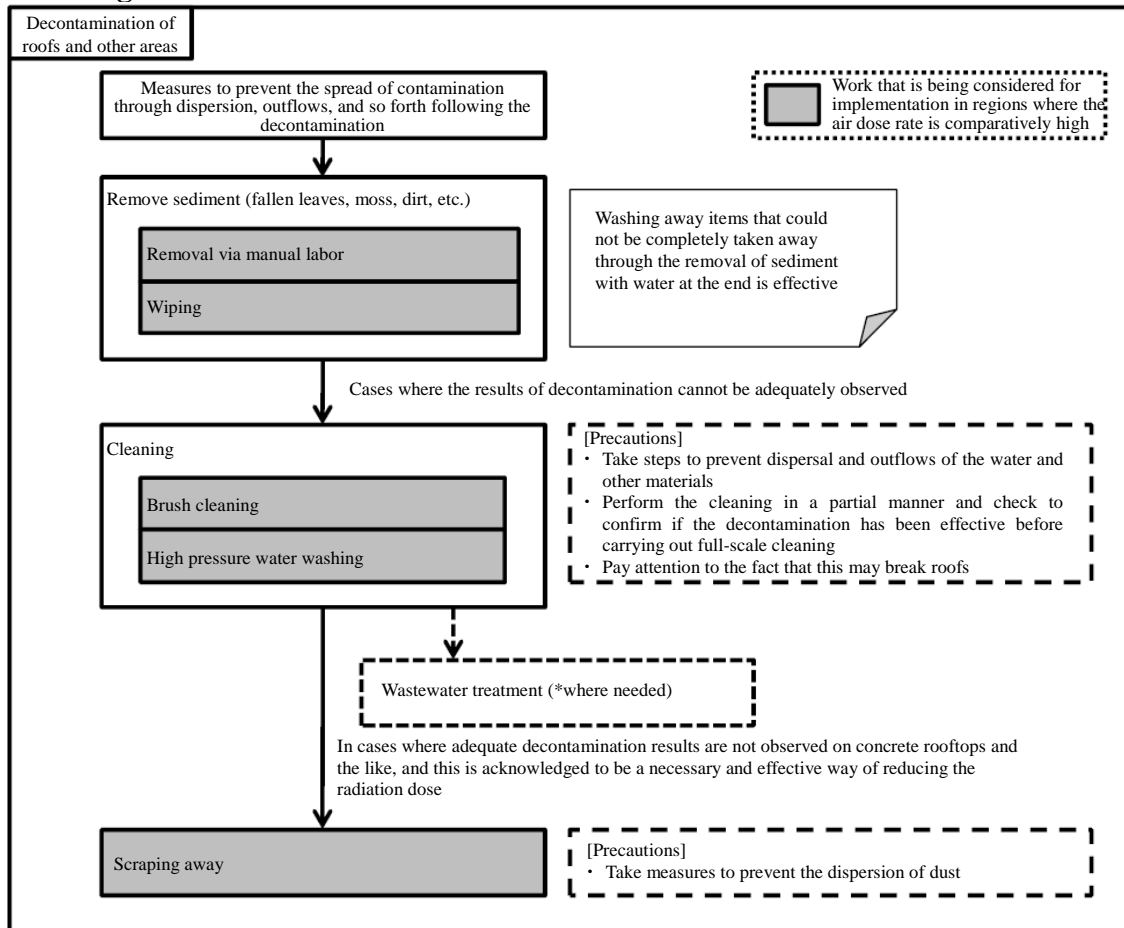 Decontamination of
roofs and other areas
Measures to prevent the spread of contamination
through dispersion, outflows, and so forth following the
decontamination
Work that is being considered for
implementation in regions where the
air dose rate is comparatively high
Remove sediment (fallen leaves, moss, dirt, etc.)
Removal via manual labor
Wiping
Washing away items that could
not be completely taken away
through the removal of sediment
with water at the end is effective
Cases where the results of decontamination cannot be adequately observed
Cleaning
Brush cleaning
High pressure water washing
[Precautions]
・ Take steps to prevent dispersal and outflows of the water and
other materials
・ Perform the cleaning in a partial manner and check to
confirm if the decontamination has been effective before
carrying out full-scale cleaning
・ Pay attention to the fact that this may break roofs
Wastewater treatment (*where needed)
In cases where adequate decontamination results are not observed on concrete rooftops and
the like, and this is acknowledged to be a necessary and effective way of reducing the
radiation dose
Scraping away
[Precautions]
・ Take measures to prevent the dispersion of dust